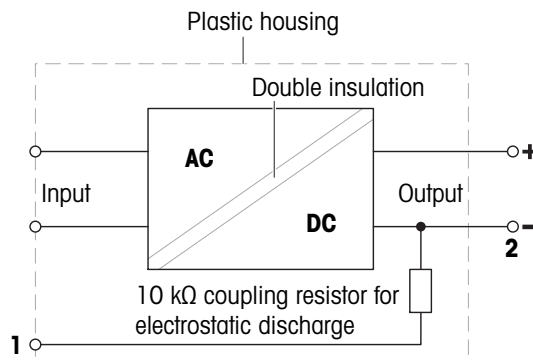 Plastic housing
Double insulation
AC
+
Input
Output
DC
−
2
10 kΩ coupling resistor for
electrostatic discharge
1